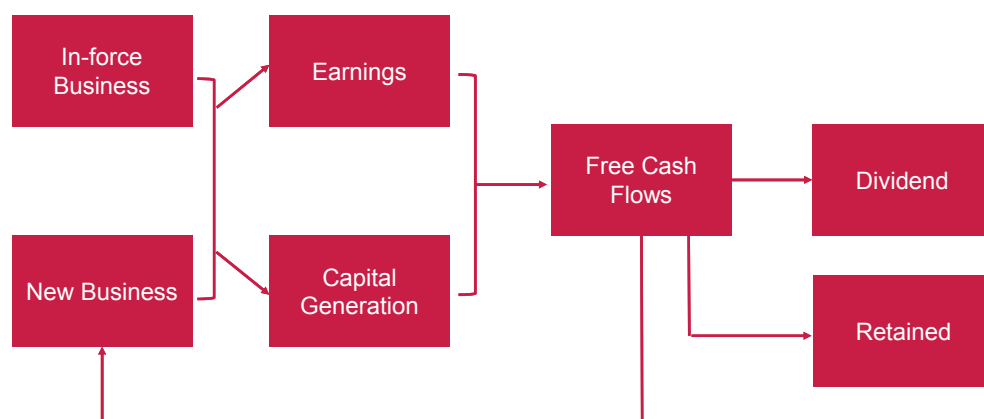 In-force
Business
Earnings
Free Cash
Flows
Dividend
New Business
Capital
Generation
Retained